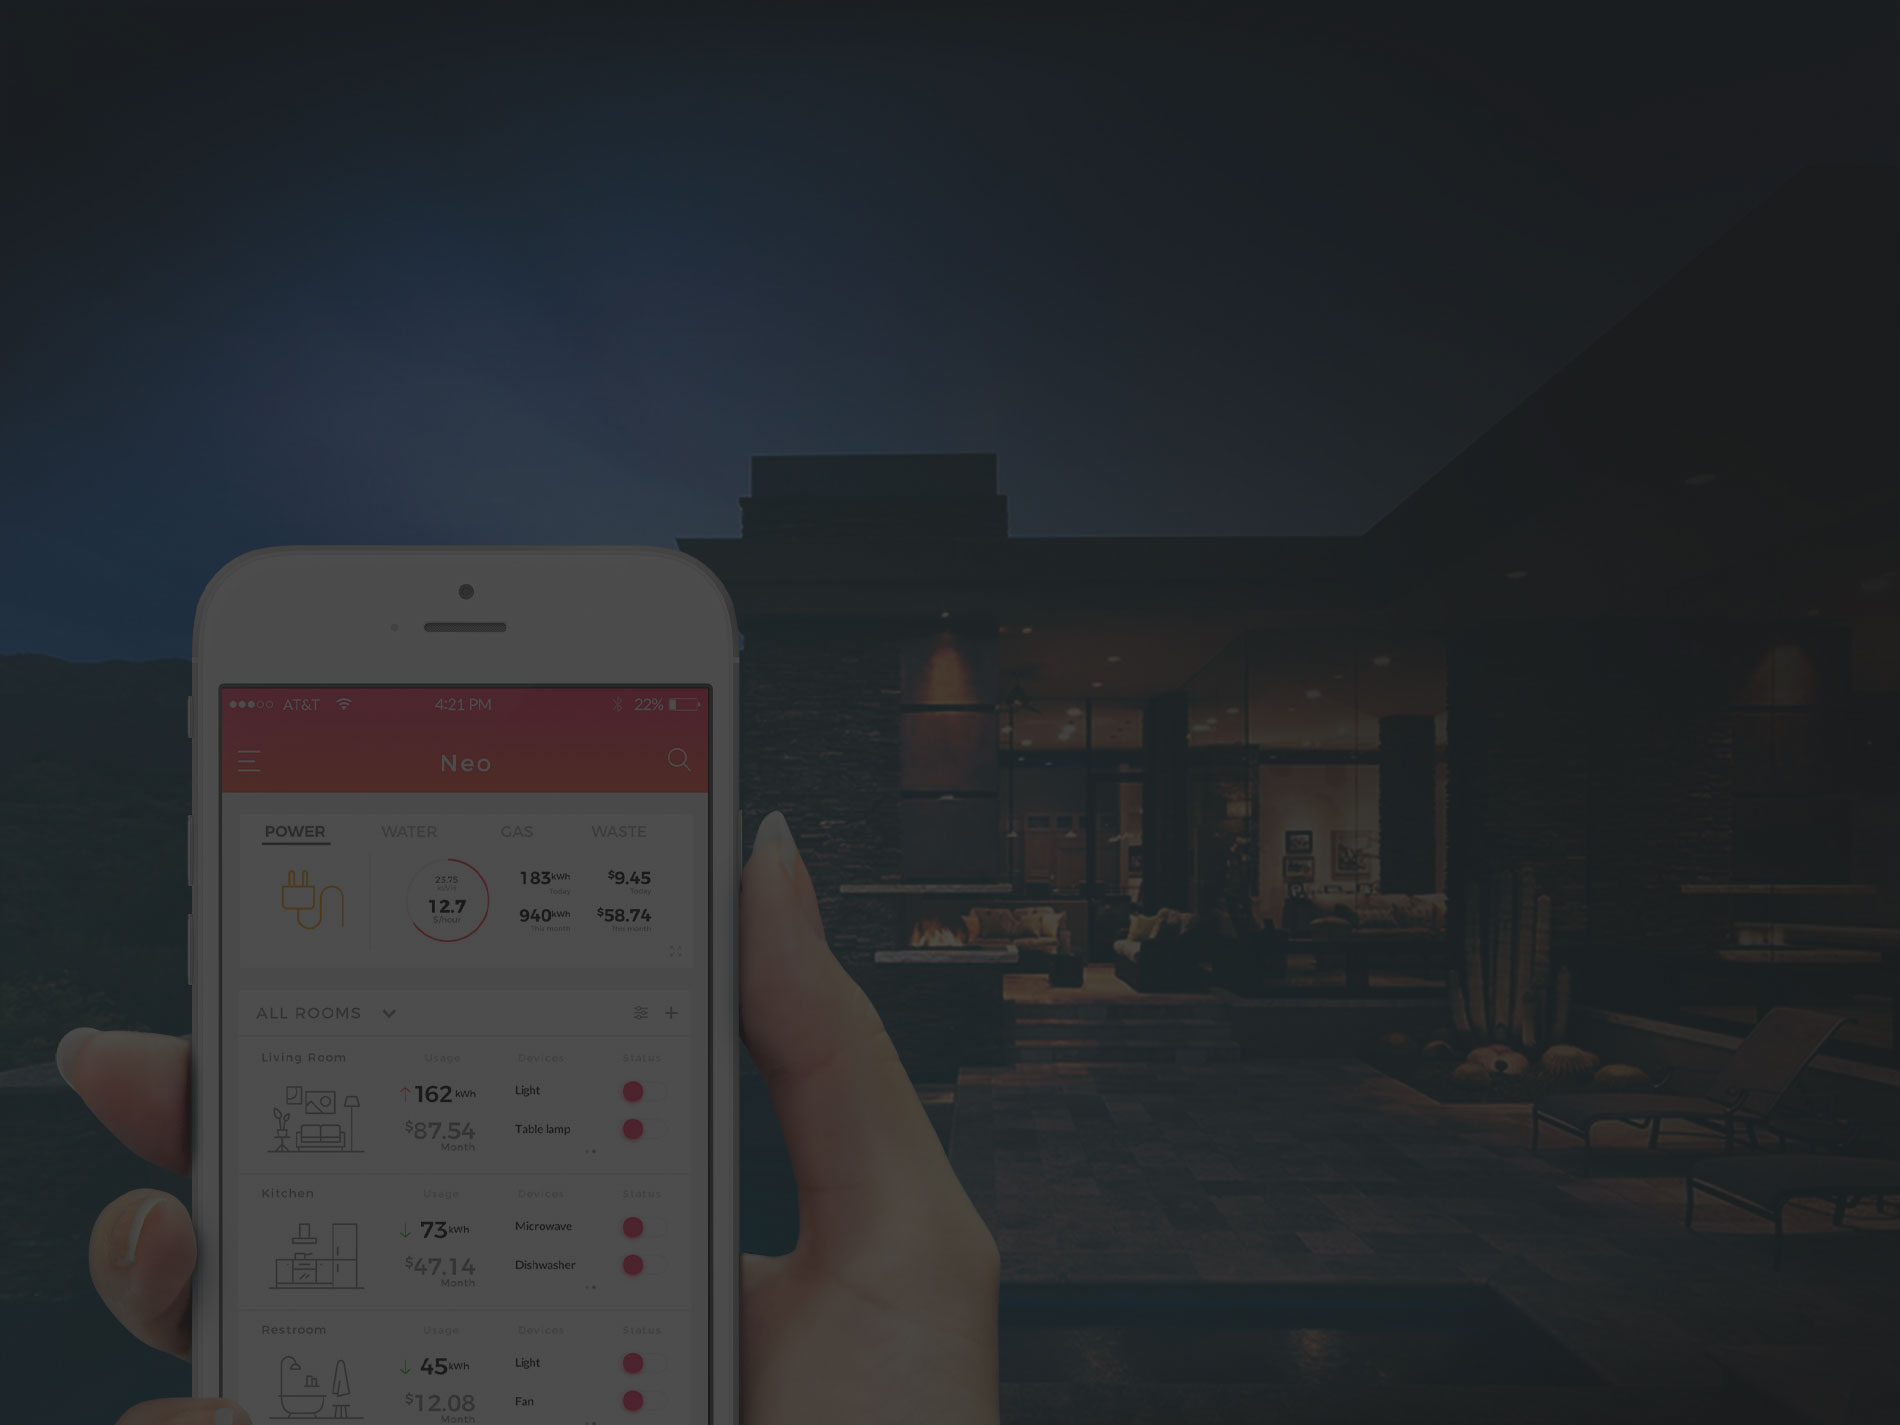 AT&T 4:21 PM 22%
Neo
POWER WATER GAS WASTE
23.75
kWH
12.7
$/hour
183kWh
Today
$9.45
Today
940kWh
This month
$58.74
This month
ALL ROOMS
Living Room Usage Devices Status
162 kWh Light
$87.54 Table lamp
Month
Kitchen Usage Devices Status
73 kWh Microwave
$47.14 Dishwasher
Month
Restroom Usage Devices Status
45 kWh Light
$12.08 Fan
Month